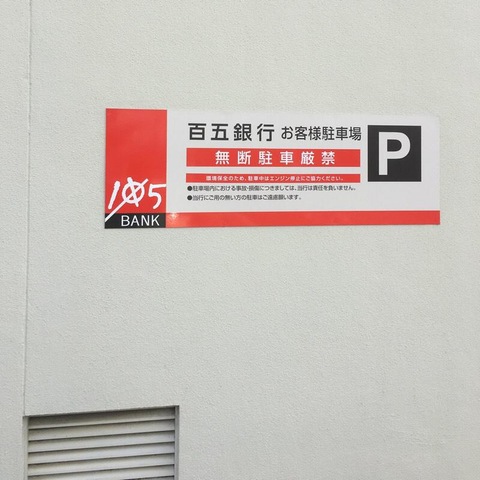 百五銀行 お客様駐車場
P
無断駐車厳禁
環境保全のため、駐車中はエンジン停止にご協力ください。
●駐車場内における事故・損傷につきましては、当行は責任を負いません。
●当行にご用の無い方の駐車はご遠慮願います。
105
BANK